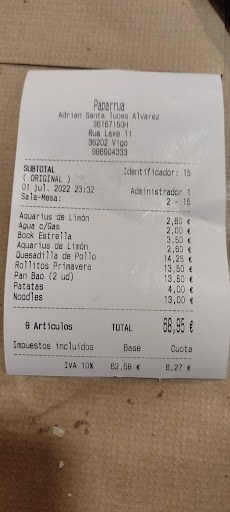 Paparrua
Adrian Santa luces Alvarez
36167150H
Rua Laxe 11
36202 Vigo
SUBTOTAL Identificador: 15
( ORIGINAL )
01 jul. 2022 23:32 Administrador 1
Sala-Mesa: 2 - 15
Aquarius de Limón 2,60 €
Agua c/Gas 2,00 €
Bock Estrella 3,50 €
Aquarius de Limón 2,60 €
Quesadilla de Pollo 14,25 €
Rollitos Primavera 13,50 €
Pan Bao (2 ud) 13,50 €
Patatas 4,00 €
Noodles 13,00 €
9 Artículos TOTAL 68,95 €
Impuestos incluidos Base Cuota
IVA 10% 62,68 € 6,27 €